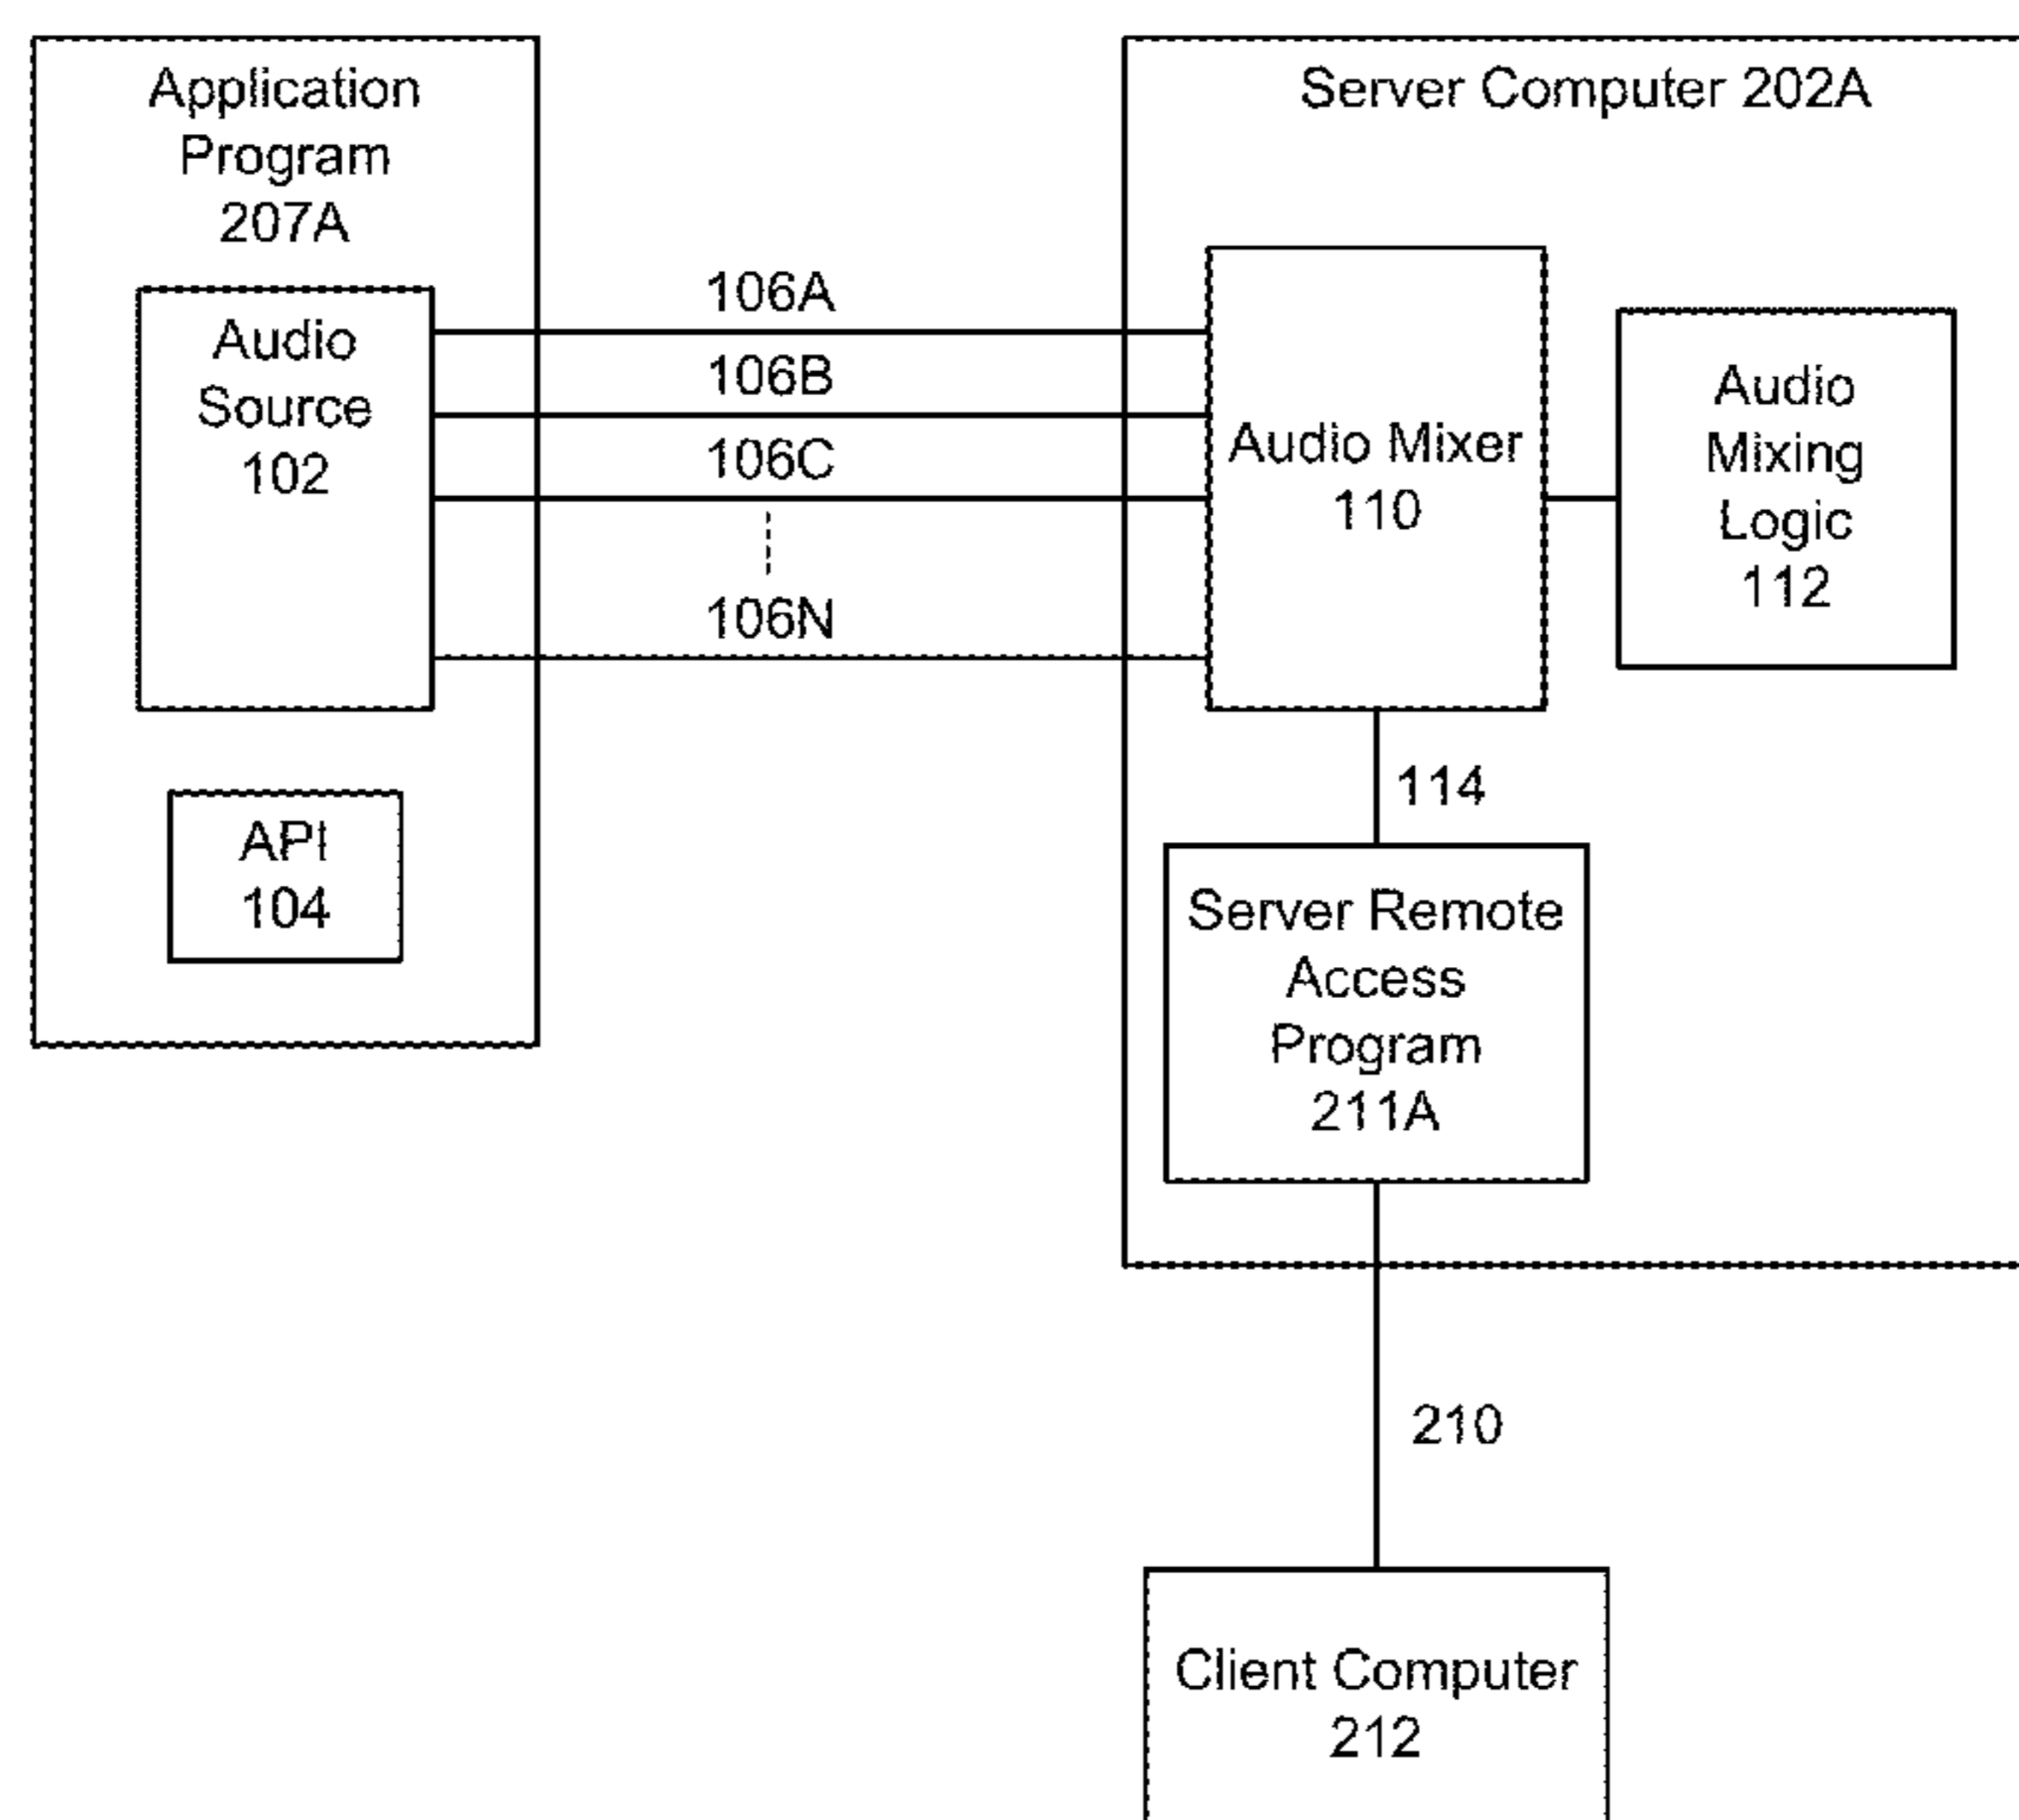 Application
Program
207A
Audio
Source
102
API
104
106A
106B
106C
106N
Server Computer 202A
Audio Mixer
110
Audio
Mixing
Logic
112
114
Server Remote
Access
Program
211A
210
Client Computer
212